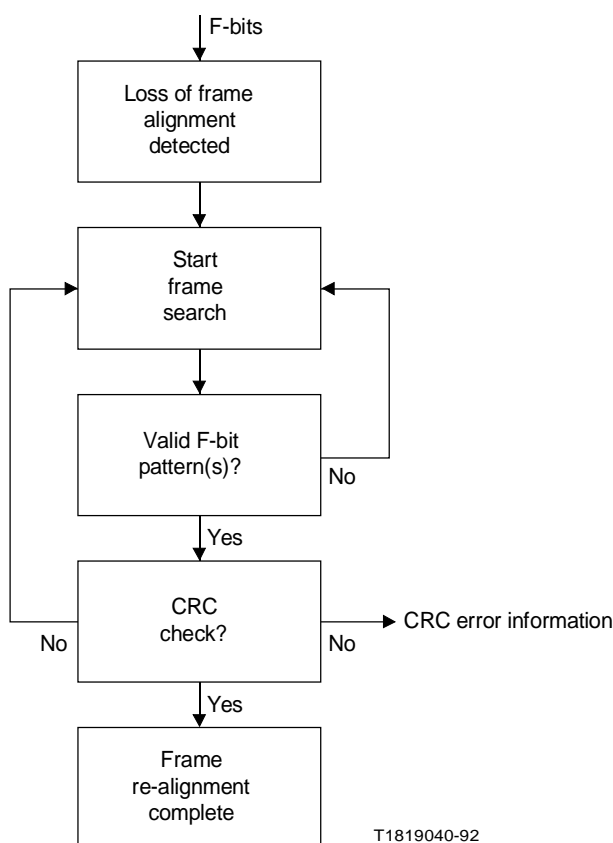 F-bits
Loss of frame
alignment
detected
Start
frame
search
Valid F-bit
pattern(s)?
No
Yes
CRC
check?
No
No
CRC error information
Yes
Frame
re-alignment
complete
T1819040-92